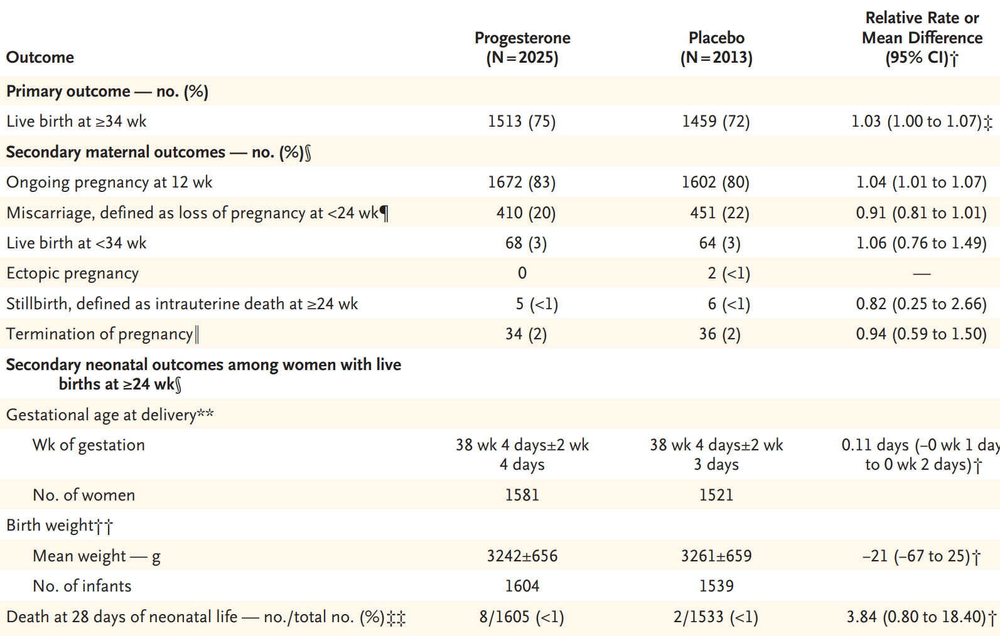 Outcome Progesterone (N=2025) Placebo (N=2013) Relative Rate or Mean Difference (95% CI)†
Primary outcome — no. (%)
Live birth at ≥34 wk 1513 (75) 1459 (72) 1.03 (1.00 to 1.07)‡
Secondary maternal outcomes — no. (%)§
Ongoing pregnancy at 12 wk 1672 (83) 1602 (80) 1.04 (1.01 to 1.07)
Miscarriage, defined as loss of pregnancy at <24 wk¶ 410 (20) 451 (22) 0.91 (0.81 to 1.01)
Live birth at <34 wk 68 (3) 64 (3) 1.06 (0.76 to 1.49)
Ectopic pregnancy 0 2 (<1) —
Stillbirth, defined as intrauterine death at ≥24 wk 5 (<1) 6 (<1) 0.82 (0.25 to 2.66)
Termination of pregnancy‖ 34 (2) 36 (2) 0.94 (0.59 to 1.50)
Secondary neonatal outcomes among women with live
births at ≥24 wk§
Gestational age at delivery**
Wk of gestation 38 wk 4 days±2 wk 4 days 38 wk 4 days±2 wk 3 days 0.11 days (–0 wk 1 day to 0 wk 2 days)†
No. of women 1581 1521
Birth weight††
Mean weight — g 3242±656 3261±659 –21 (–67 to 25)†
No. of infants 1604 1539
Death at 28 days of neonatal life — no./total no. (%)‡‡ 8/1605 (<1) 2/1533 (<1) 3.84 (0.80 to 18.40)†